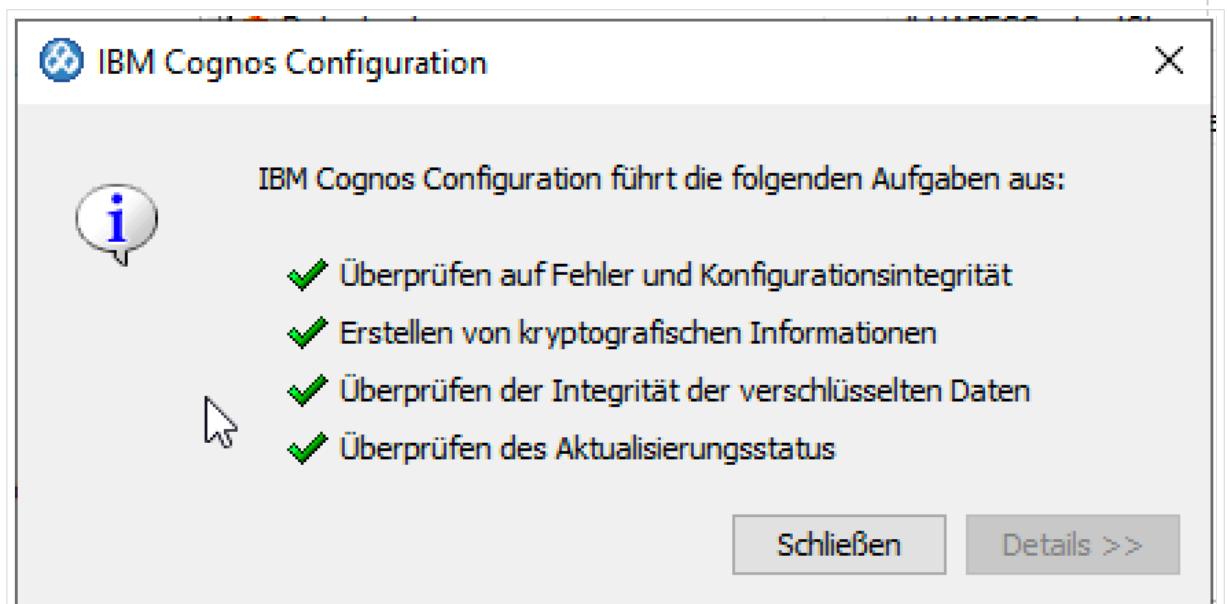 IBM Cognos Configuration
IBM Cognos Configuration führt die folgenden Aufgaben aus:
Überprüfen auf Fehler und Konfigurationsintegrität
Erstellen von kryptografischen Informationen
Überprüfen der Integrität der verschlüsselten Daten
Überprüfen des Aktualisierungsstatus
Schließen
Details >>